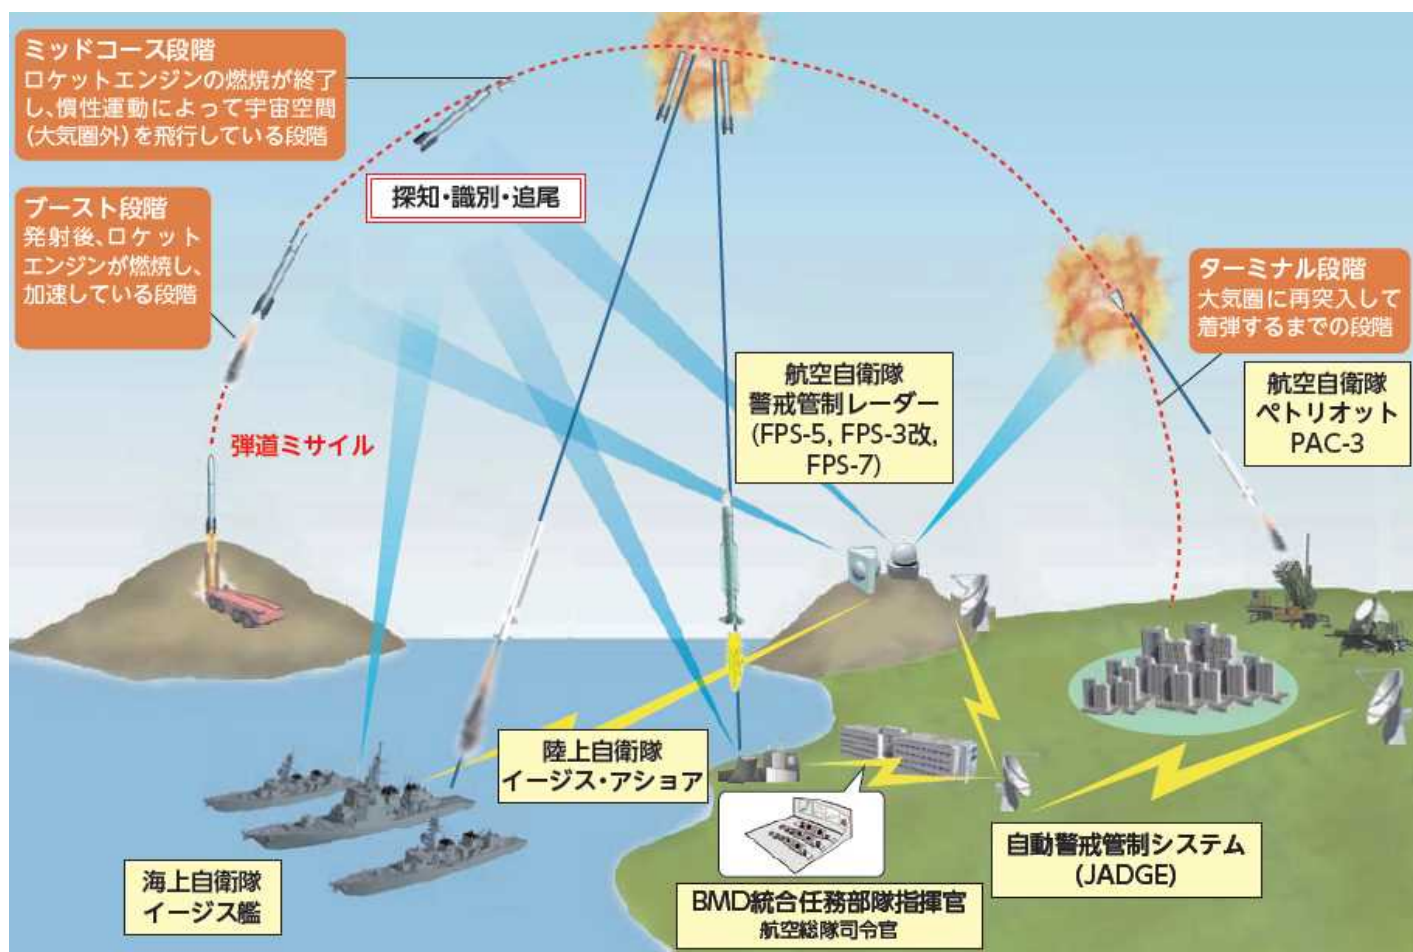 ミッドコース段階
ロケットエンジンの燃焼が終了
し、慣性運動によって宇宙空間
(大気圏外)を飛行している段階
探知・識別・追尾
ブースト段階
発射後、ロケット
エンジンが燃焼し、
加速している段階
ターミナル段階
大気圏に再突入して
着弾するまでの段階
航空自衛隊
警戒管制レーダー
(FPS-5, FPS-3改,
FPS-7)
航空自衛隊
ペトリオット
PAC-3
弾道ミサイル
陸上自衛隊
イージス・アショア
自動警戒管制システム
(JADGE)
海上自衛隊
イージス艦
BMD統合任務部隊指揮官
航空総隊司令官